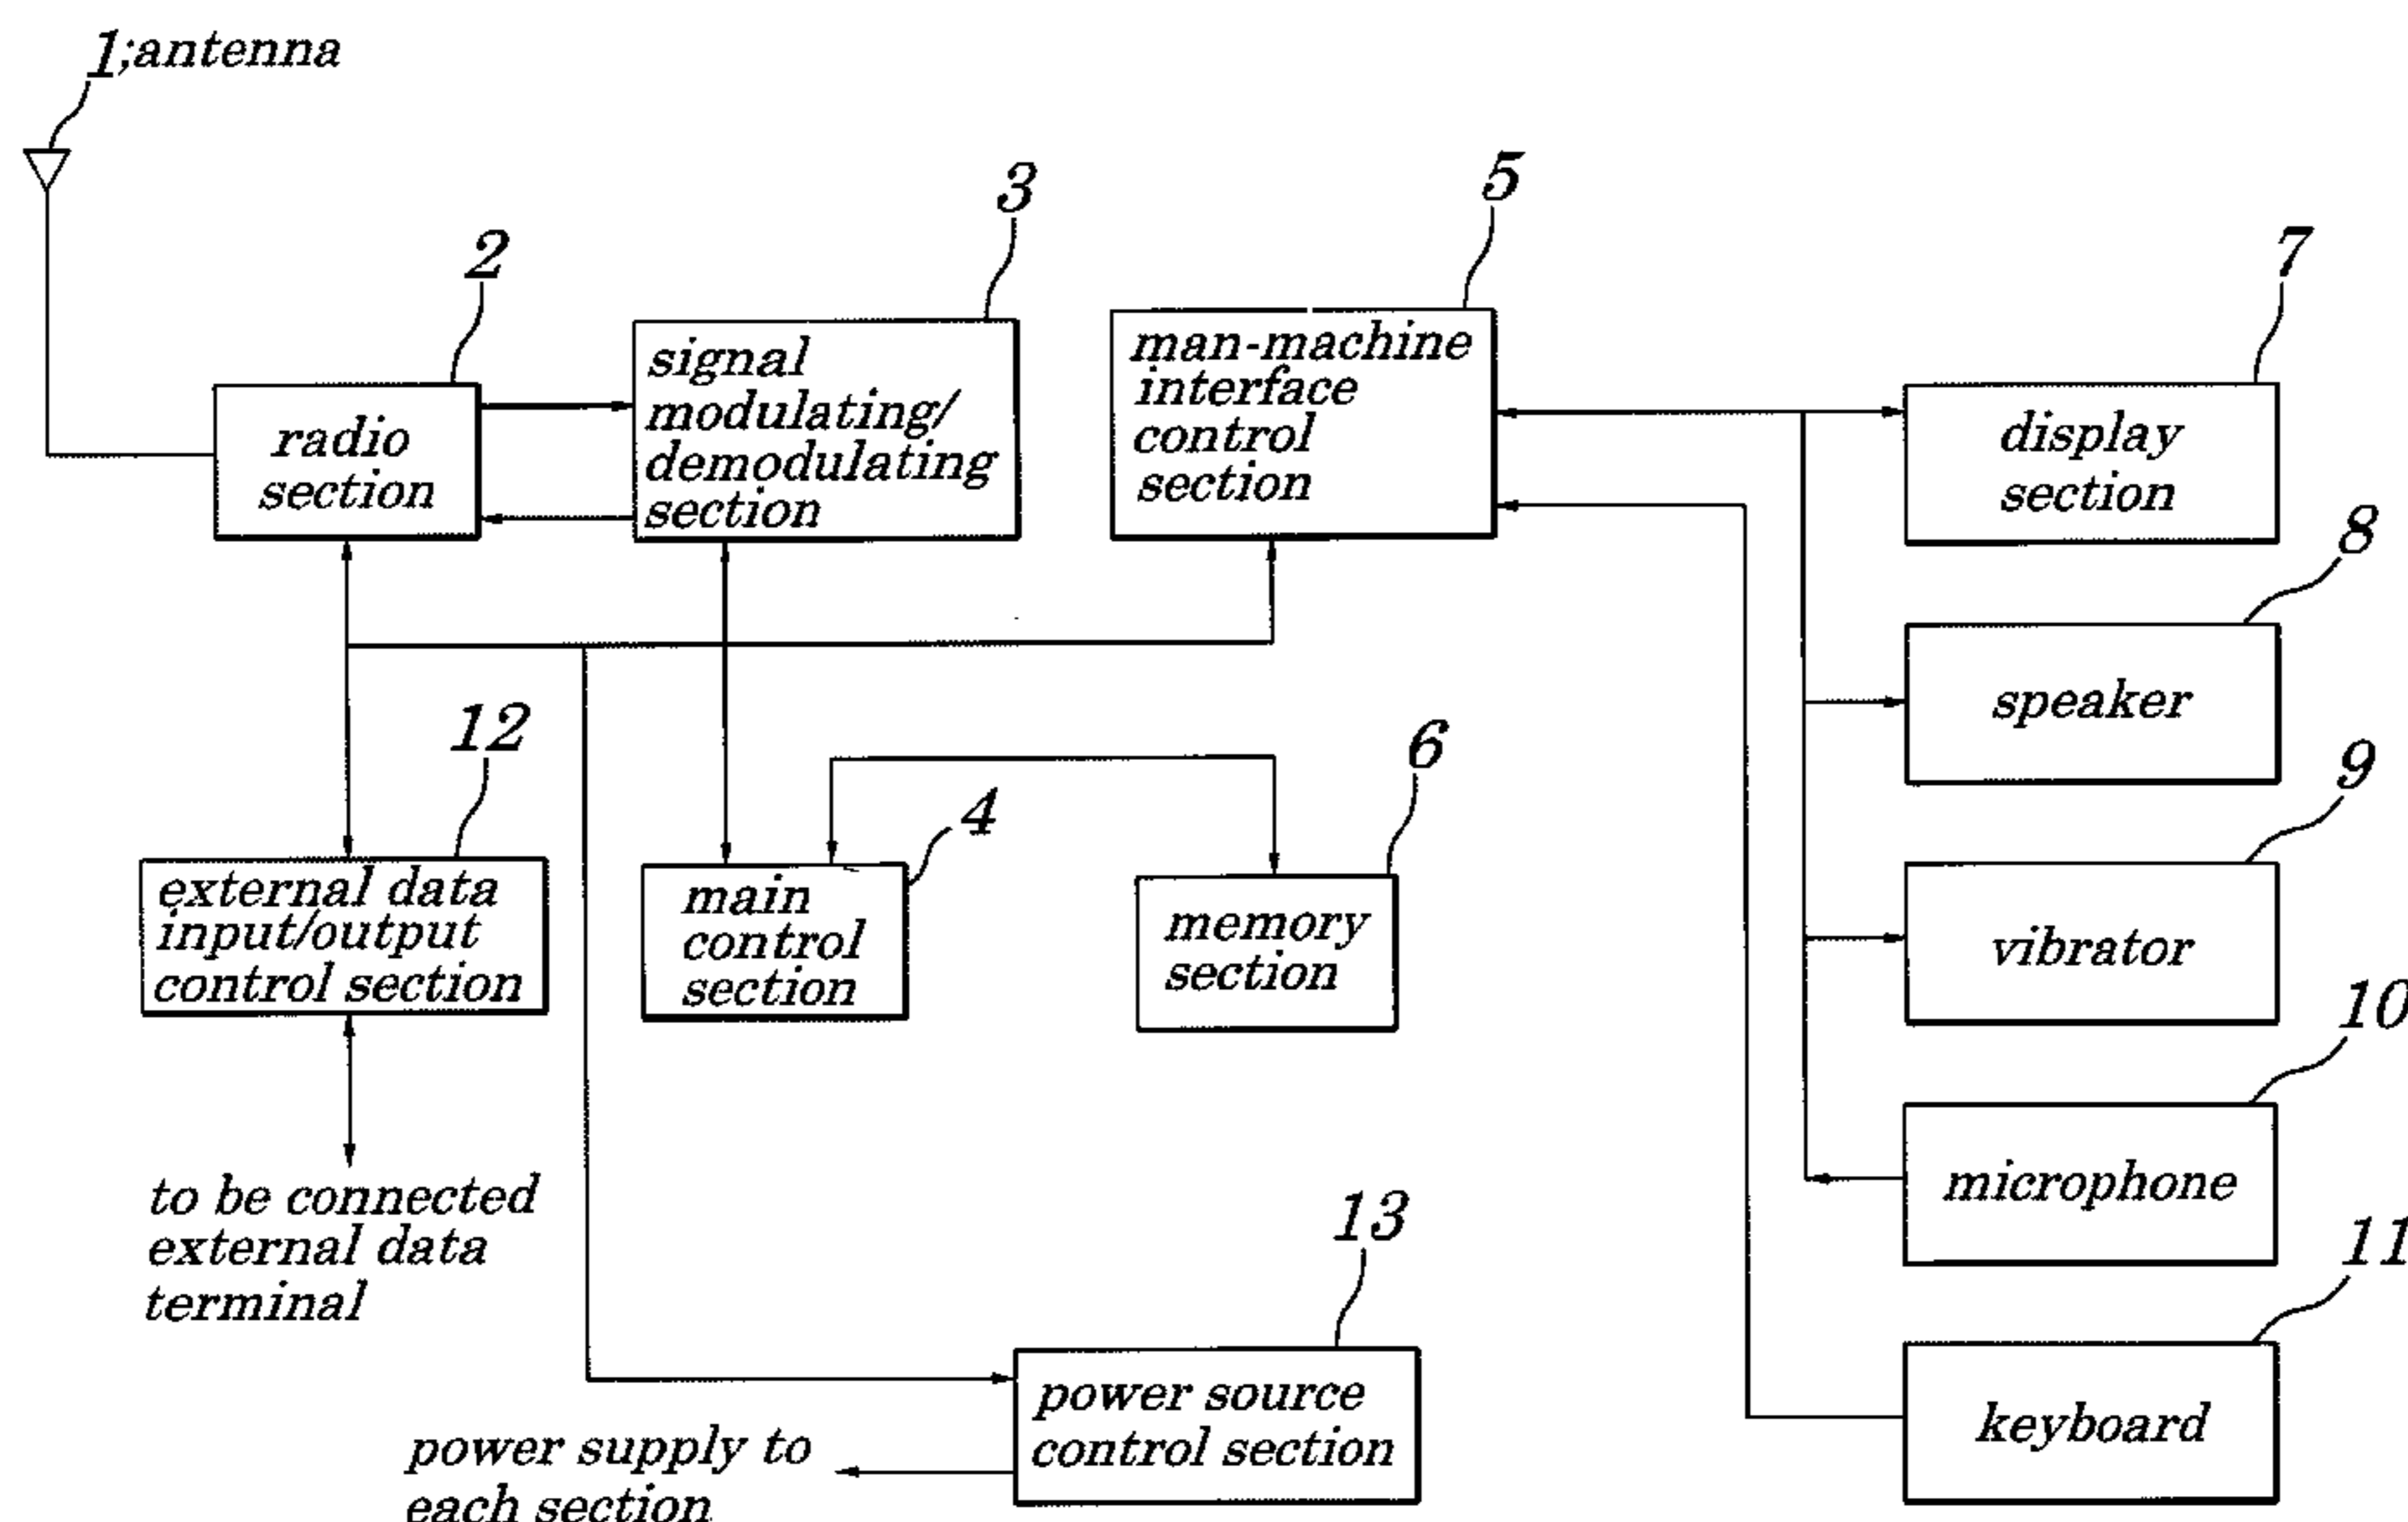 1;antenna
2
radio
section
3
signal
modulating/
demodulating
section
5
man-machine
interface
control
section
7
display
section
8
speaker
9
vibrator
10
microphone
11
keyboard
12
external data
input/output
control section
to be connected
external data
terminal
4
main
control
section
6
memory
section
13
power source
control section
power supply to
each section